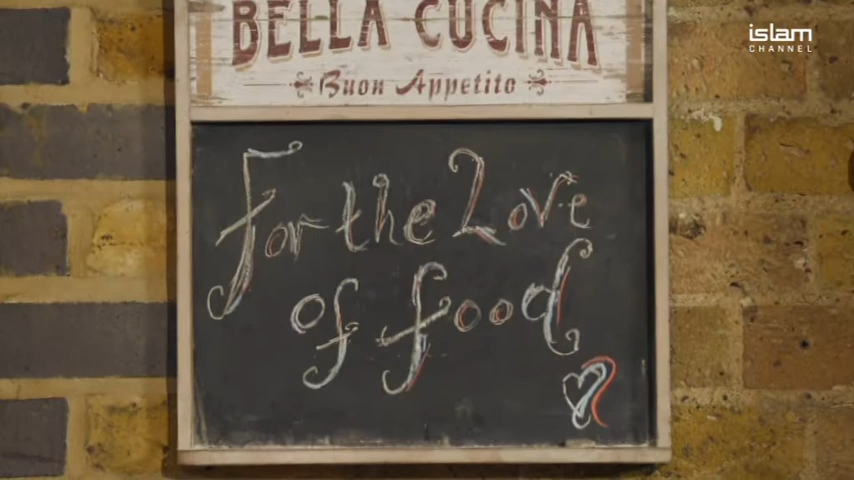 BELLA CUCINA
Buon Appetito
islam
CHANNEL
For the Love
of food